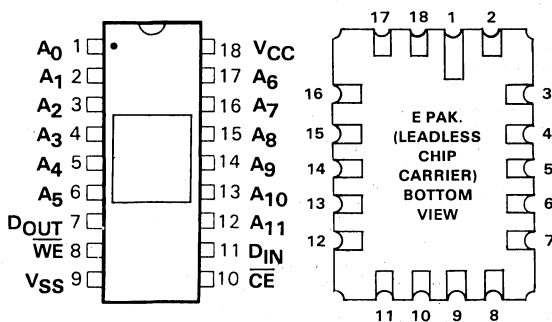 A0 1 18 VCC
A1 2 17 A6
A2 3 16 A7
A3 4 15 A8
A4 5 14 A9
A5 6 13 A10
DOUT 7 12 A11
W̅E̅ 8 11 DIN
VSS 9 10 C̅E̅
17 18 1 2
16 3
15 4
14 5
13 6
12 7
E PAK.
(LEADLESS
CHIP
CARRIER)
BOTTOM
VIEW
11 10 9 8